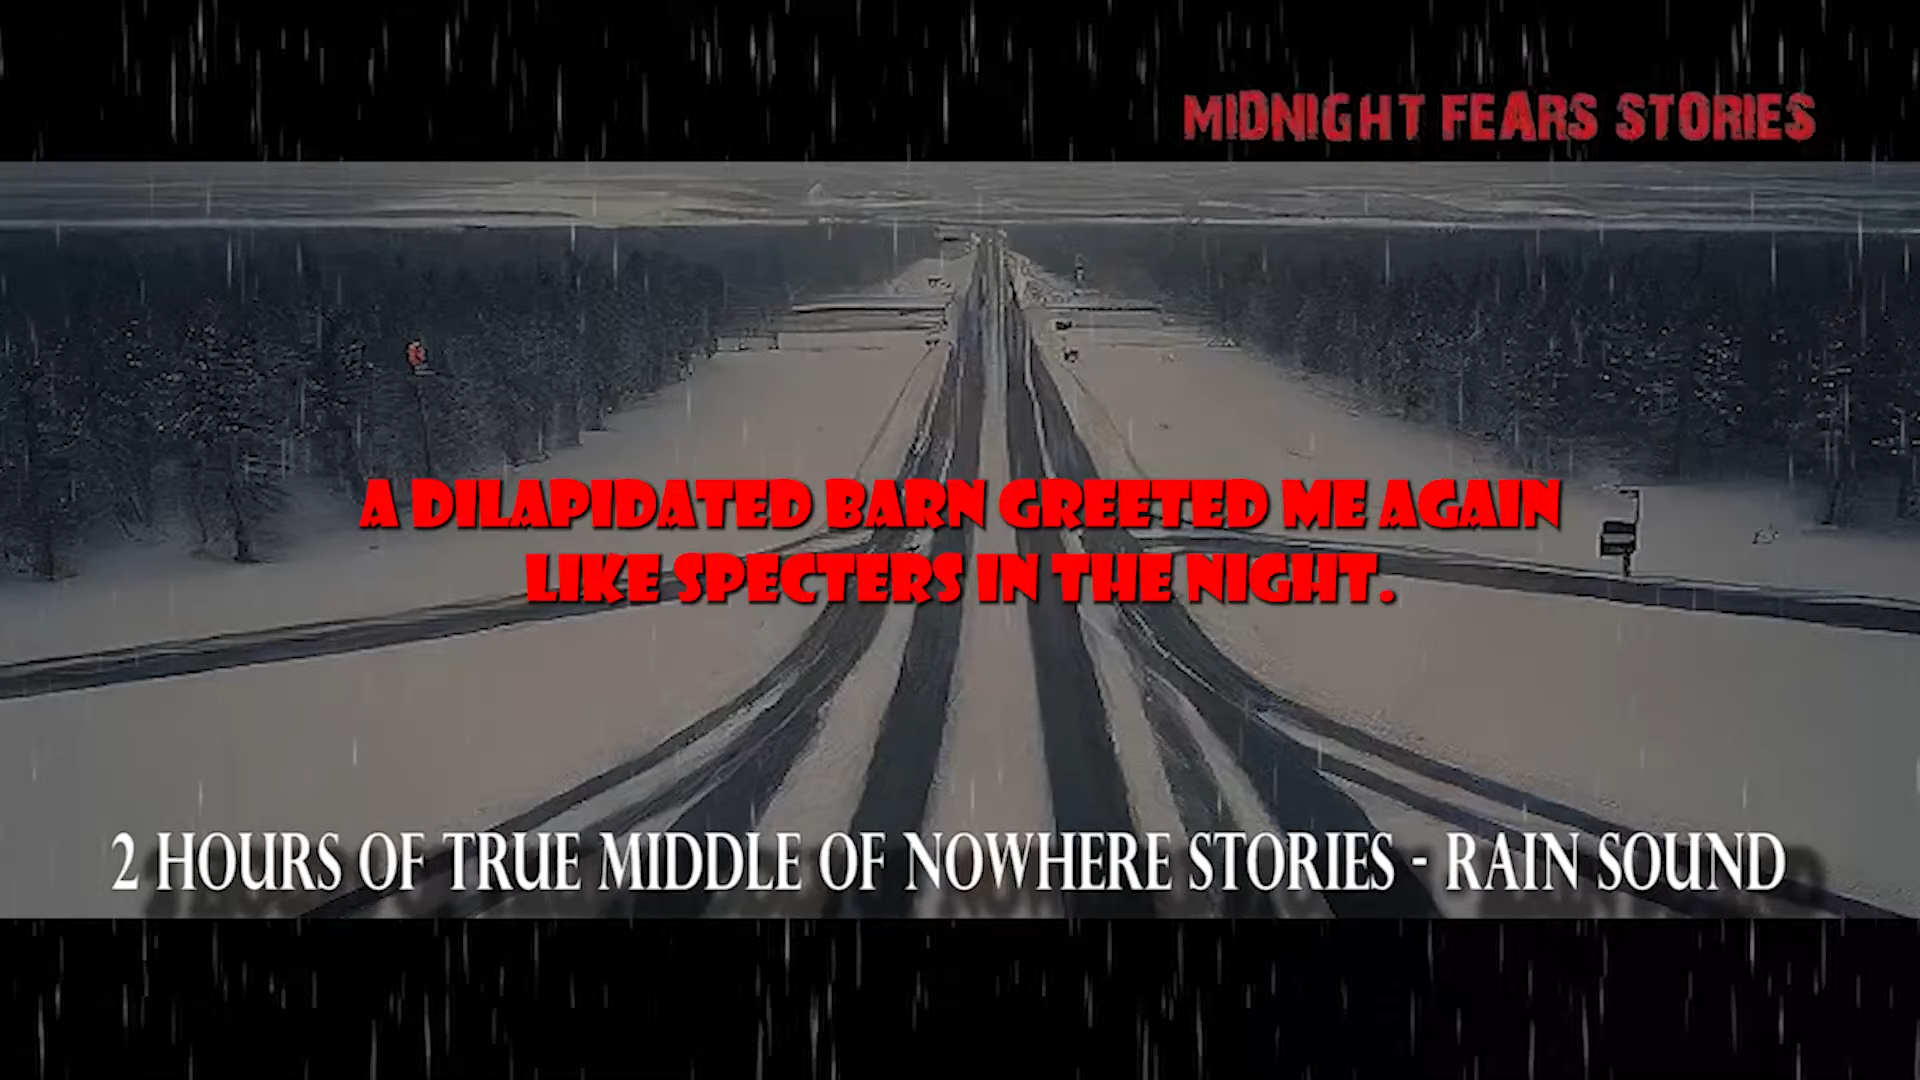 MIDNIGHT FEARS STORIES
A DILAPIDATED BARN GREETED ME AGAIN
LIKE SPECTERS IN THE NIGHT.
2 HOURS OF TRUE MIDDLE OF NOWHERE STORIES - RAIN SOUND